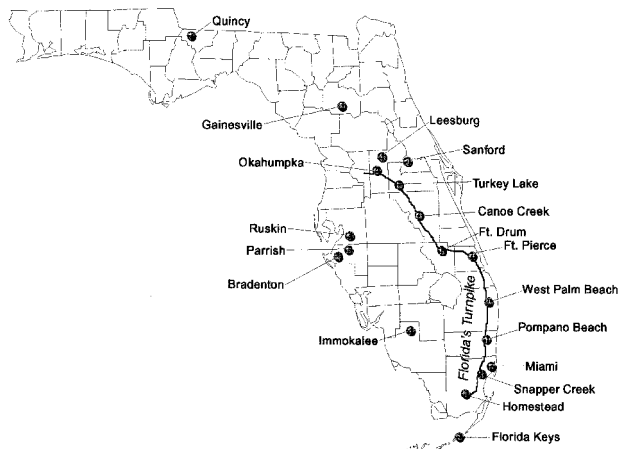 Quincy
Gainesville
Leesburg
Sanford
Okahumpka
Turkey Lake
Canoe Creek
Ruskin
Ft. Drum
Parrish
Ft. Pierce
Bradenton
West Palm Beach
Florida's Turnpike
Pompano Beach
Immokalee
Miami
Snapper Creek
Homestead
Florida Keys